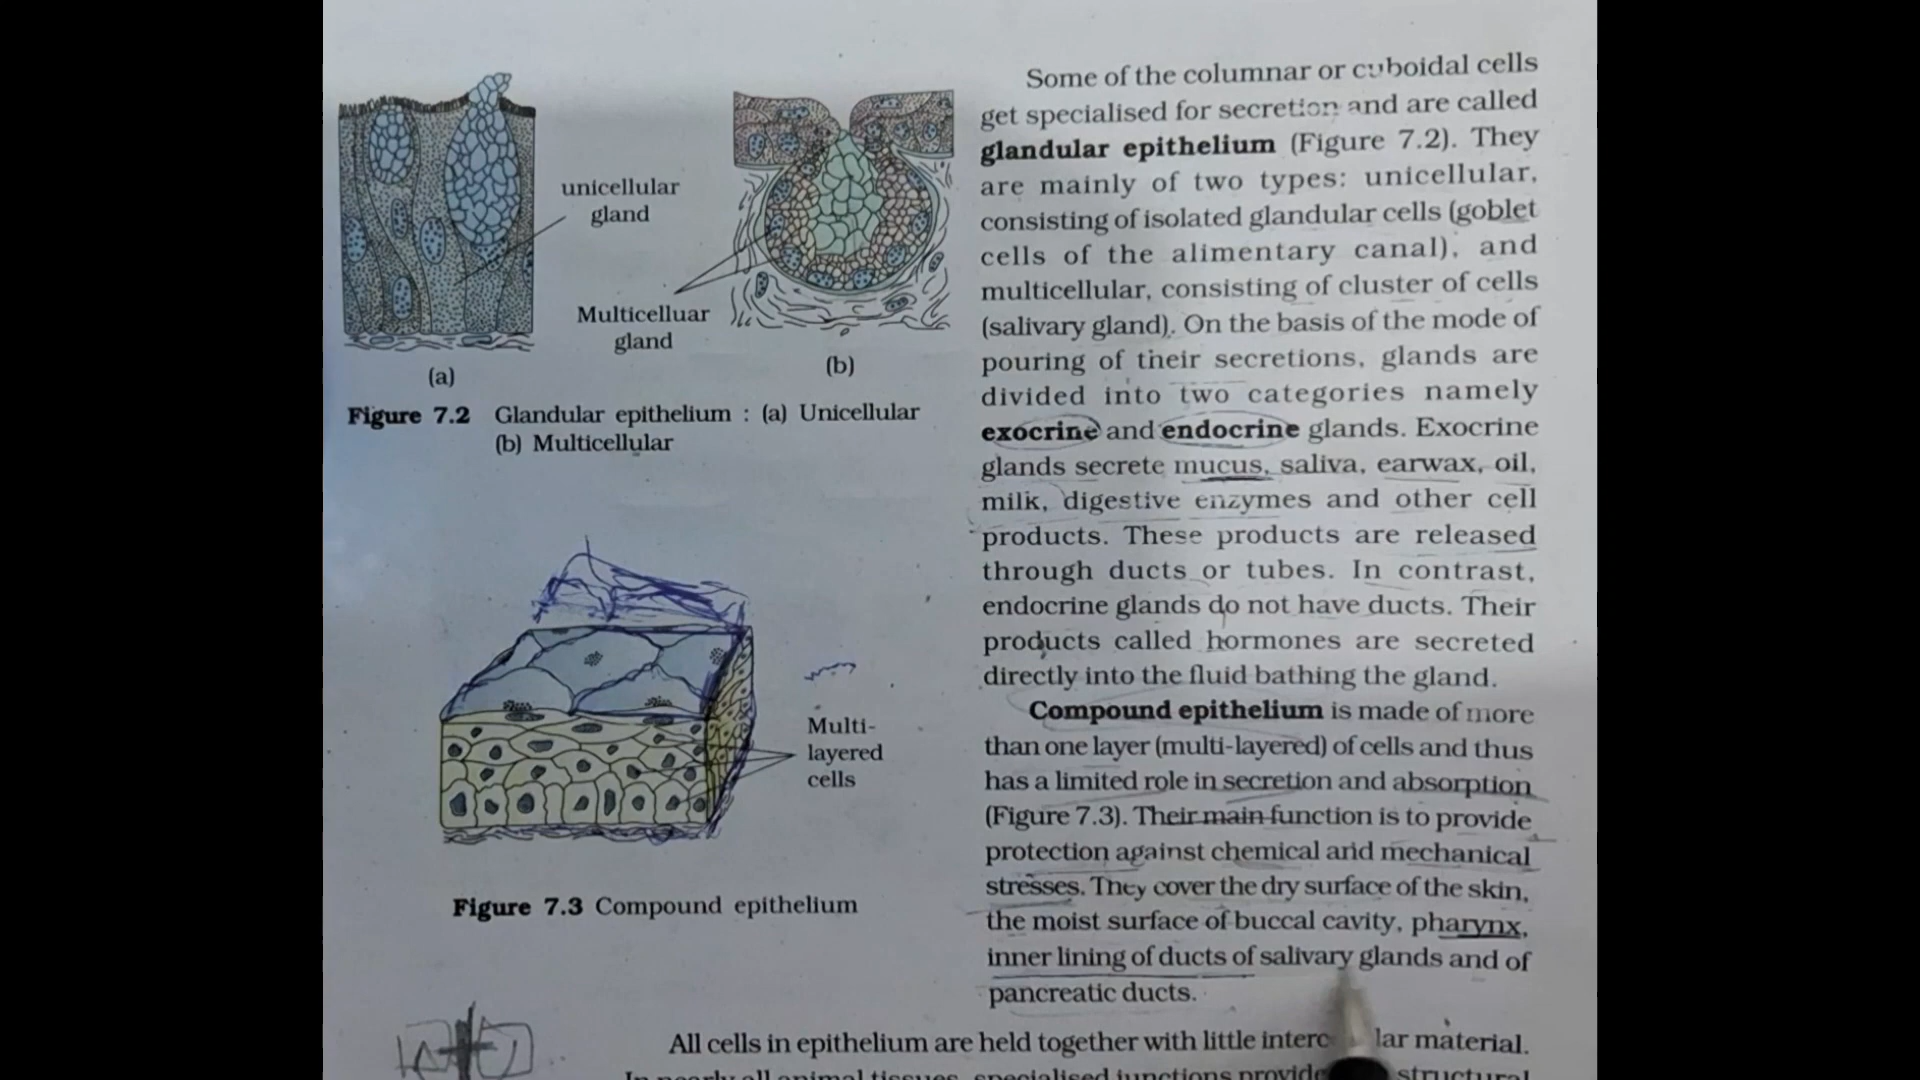 unicellular
gland
Multicelluar
gland
(a)
(b)
Figure 7.2 Glandular epithelium : (a) Unicellular
(b) Multicellular
Multi-
layered
cells
Figure 7.3 Compound epithelium
Some of the columnar or cuboidal cells
get specialised for secretion and are called
glandular epithelium (Figure 7.2). They
are mainly of two types: unicellular,
consisting of isolated glandular cells (goblet
cells of the alimentary canal), and
multicellular, consisting of cluster of cells
(salivary gland). On the basis of the mode of
pouring of their secretions, glands are
divided into two categories namely
exocrine and endocrine glands. Exocrine
glands secrete mucus, saliva, earwax, oil,
milk, digestive enzymes and other cell
products. These products are released
through ducts or tubes. In contrast,
endocrine glands do not have ducts. Their
products called hormones are secreted
directly into the fluid bathing the gland.
Compound epithelium is made of more
than one layer (multi-layered) of cells and thus
has a limited role in secretion and absorption
(Figure 7.3). Their main function is to provide
protection against chemical and mechanical
stresses. They cover the dry surface of the skin,
the moist surface of buccal cavity, pharynx,
inner lining of ducts of salivary glands and of
pancreatic ducts.
All cells in epithelium are held together with little material.
In nearly all animal tissues, specialised junctions provide structural